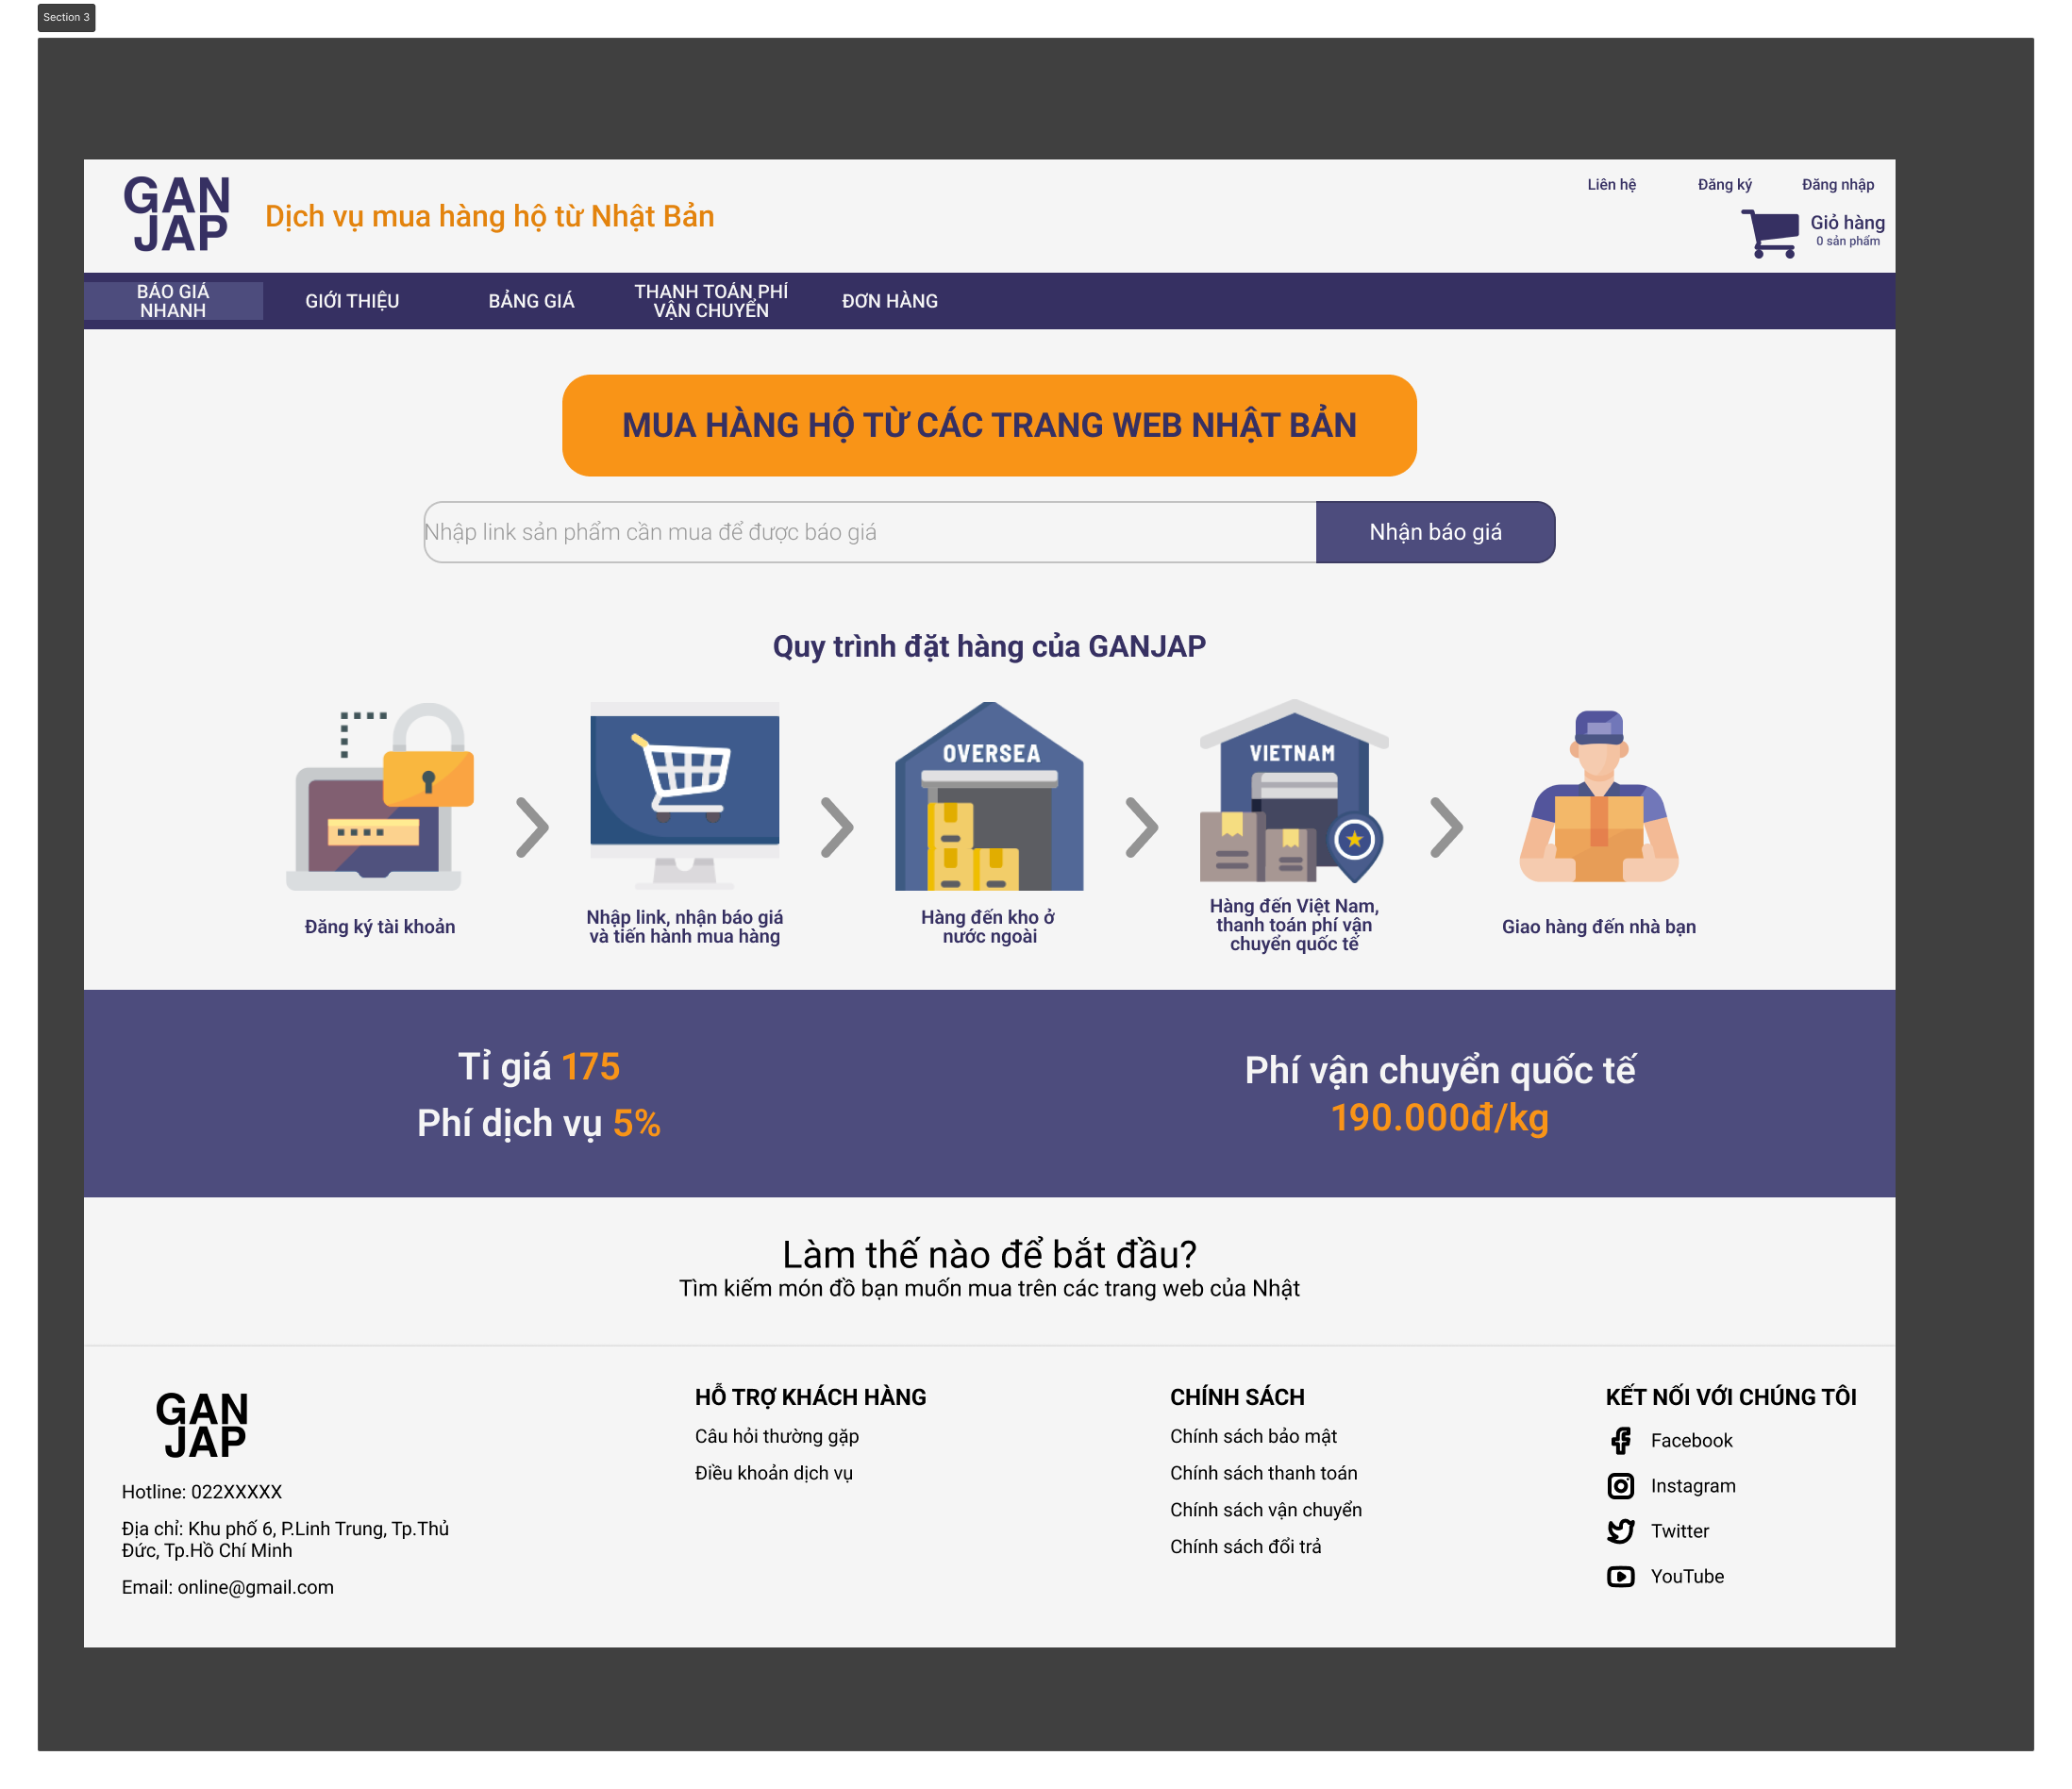 Section 3
GAN
JAP
Dịch vụ mua hàng hộ từ Nhật Bản
Liên hệ
Đăng ký
Đăng nhập
Giỏ hàng
0 sản phẩm
BÁO GIÁ
NHANH
GIỚI THIỆU
BẢNG GIÁ
THANH TOÁN PHÍ
VẬN CHUYỂN
ĐƠN HÀNG
MUA HÀNG HỘ TỪ CÁC TRANG WEB NHẬT BẢN
Nhập link sản phẩm cần mua để được báo giá
Nhận báo giá
Quy trình đặt hàng của GANJAP
OVERSEA
VIETNAM
Đăng ký tài khoản
Nhập link, nhận báo giá
và tiến hành mua hàng
Hàng đến kho ở
nước ngoài
Hàng đến Việt Nam,
thanh toán phí vận
chuyển quốc tế
Giao hàng đến nhà bạn
Tỉ giá 175
Phí dịch vụ 5%
Phí vận chuyển quốc tế
190.000đ/kg
Làm thế nào để bắt đầu?
Tìm kiếm món đồ bạn muốn mua trên các trang web của Nhật
GAN
JAP
Hotline: 022XXXXX
Địa chỉ: Khu phố 6, P.Linh Trung, Tp.Thủ
Đức, Tp.Hồ Chí Minh
Email: online@gmail.com
HỖ TRỢ KHÁCH HÀNG
Câu hỏi thường gặp
Điều khoản dịch vụ
CHÍNH SÁCH
Chính sách bảo mật
Chính sách thanh toán
Chính sách vận chuyển
Chính sách đổi trả
KẾT NỐI VỚI CHÚNG TÔI
Facebook
Instagram
Twitter
YouTube